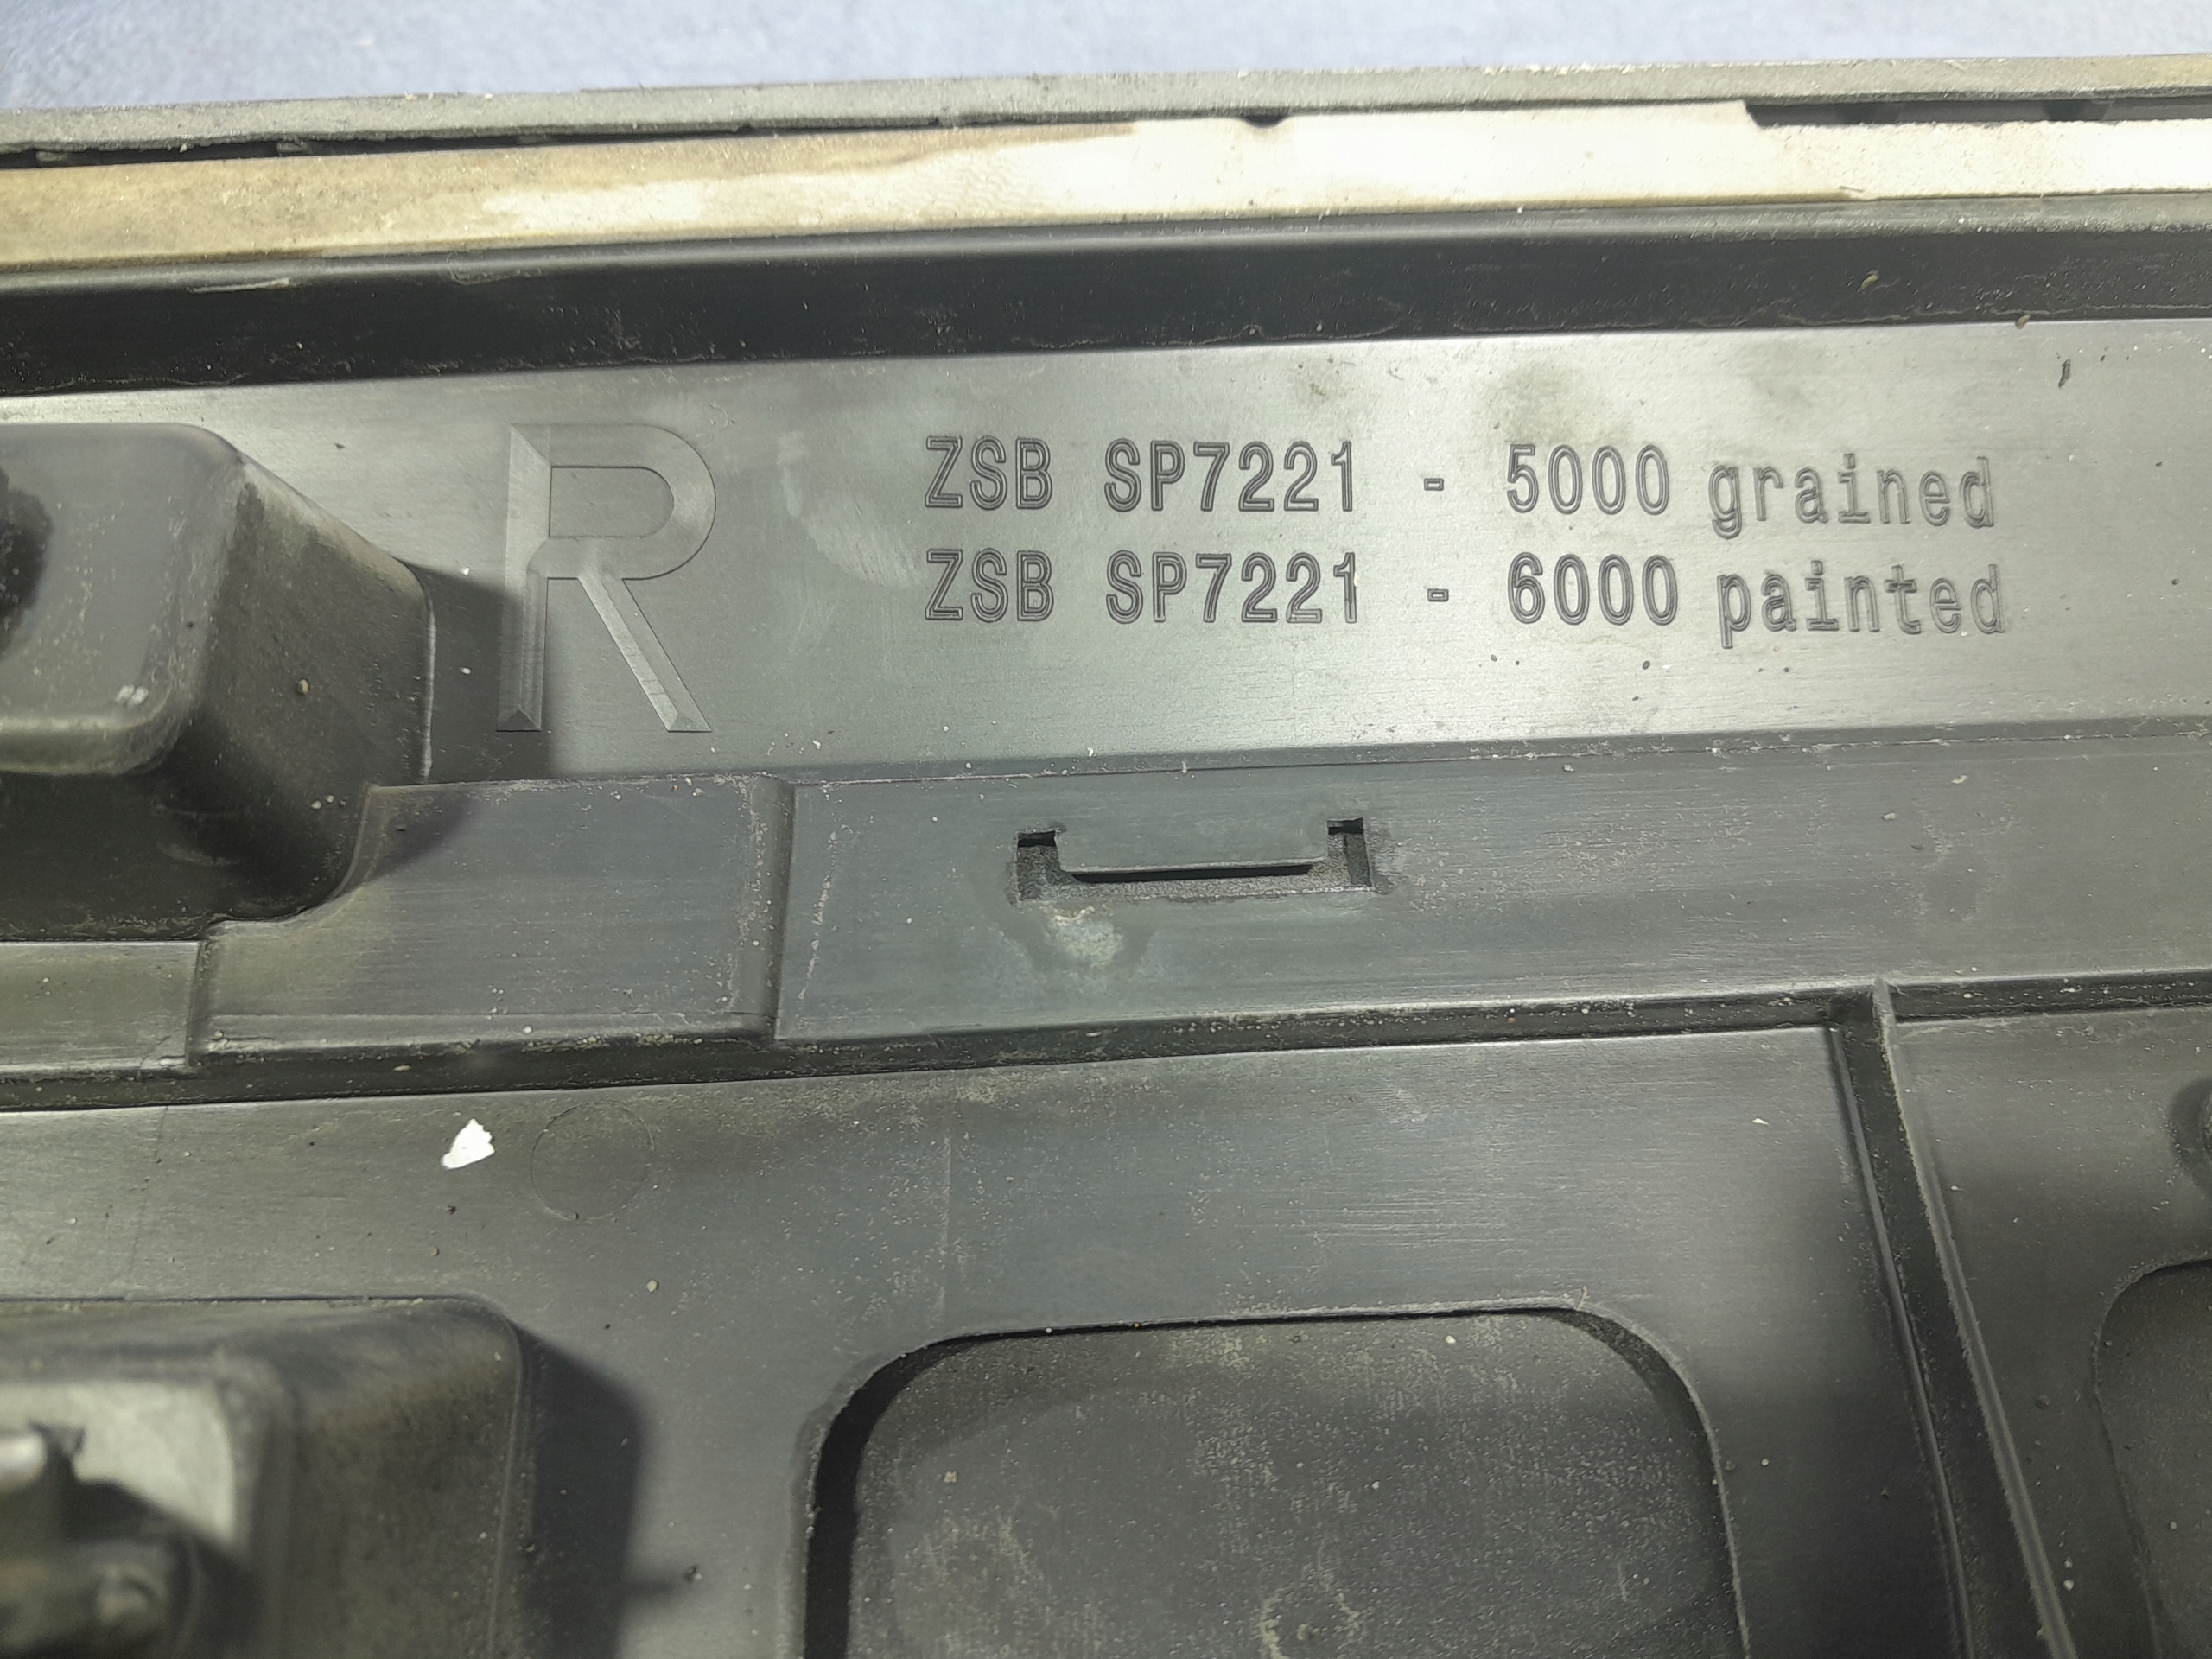 R
ZSB SP7221 - 5000 grained
ZSB SP7221 - 6000 painted